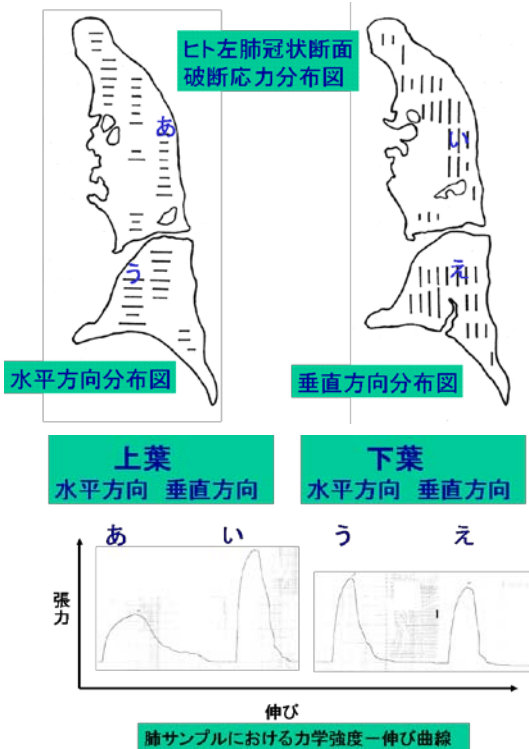 ヒト左肺冠状断面
破断応力分布図
あ
い
う
え
水平方向分布図
垂直方向分布図
上葉
水平方向 垂直方向
下葉
水平方向 垂直方向
あ
い
う
え
張力
伸び
肺サンプルにおける力学強度ー伸び曲線